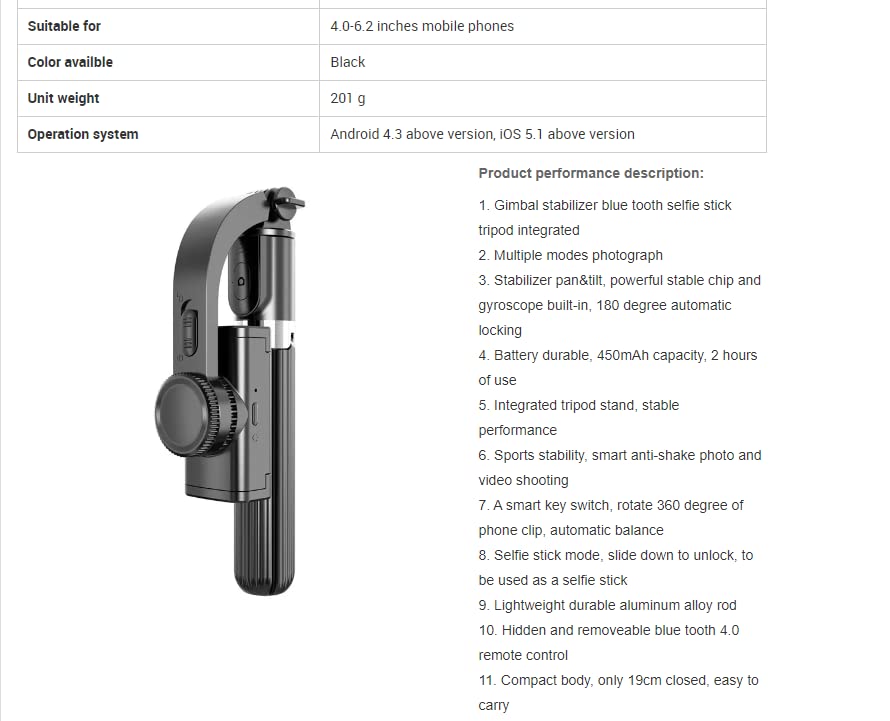 Suitable for 4.0-6.2 inches mobile phones
Color availble Black
Unit weight 201 g
Operation system Android 4.3 above version, iOS 5.1 above version
Product performance description:
1. Gimbal stabilizer blue tooth selfie stick
tripod integrated
2. Multiple modes photograph
3. Stabilizer pan&tilt, powerful stable chip and
gyroscope built-in, 180 degree automatic
locking
4. Battery durable, 450mAh capacity, 2 hours
of use
5. Integrated tripod stand, stable
performance
6. Sports stability, smart anti-shake photo and
video shooting
7. A smart key switch, rotate 360 degree of
phone clip, automatic balance
8. Selfie stick mode, slide down to unlock, to
be used as a selfie stick
9. Lightweight durable aluminum alloy rod
10. Hidden and removeable blue tooth 4.0
remote control
11. Compact body, only 19cm closed, easy to
carry